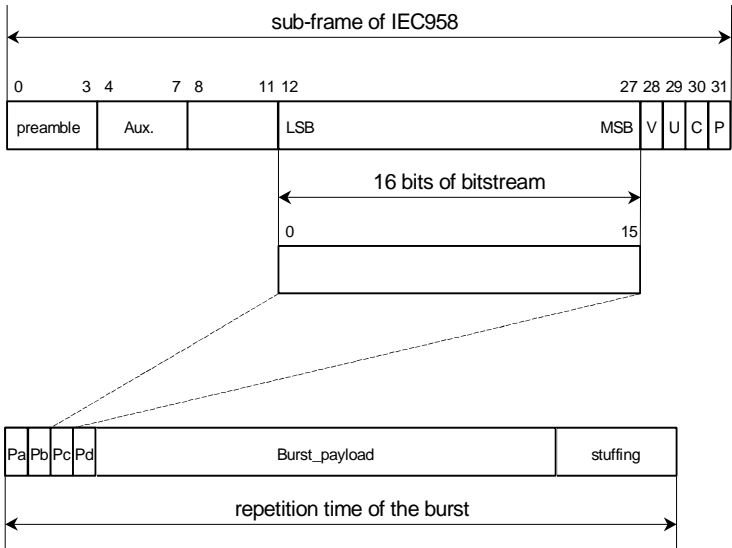 sub-frame of IEC958
0 3 4 7 8 11 12 27 28 29 30 31
preamble Aux. LSB MSB V U C P
16 bits of bitstream
0 15
Pa Pb Pc Pd Burst_payload stuffing
repetition time of the burst